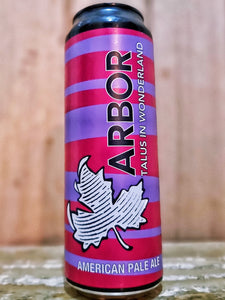 ARBOR
TALUS IN WONDERLAND
AMERICAN PALE ALE